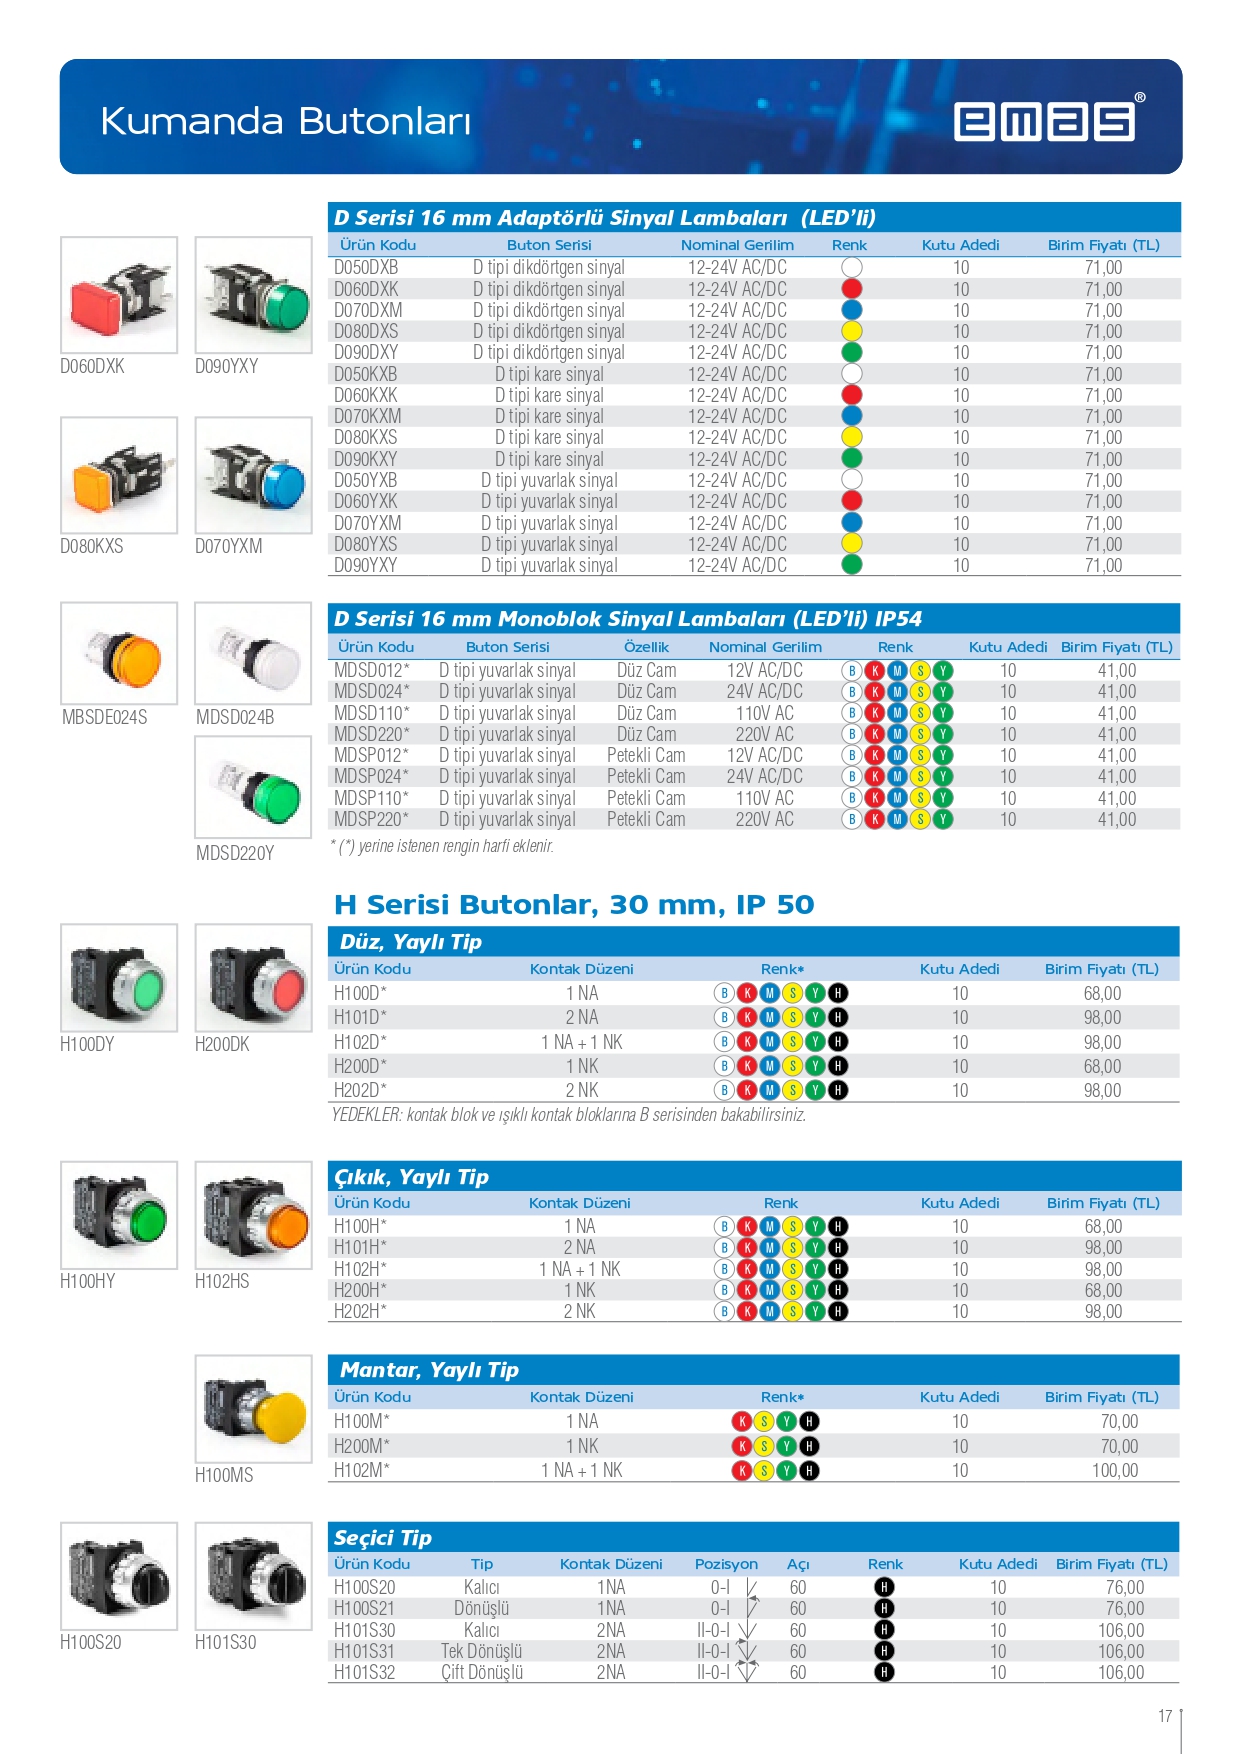 Kumanda Butonları
emas®
D Serisi 16 mm Adaptörlü Sinyal Lambaları (LED'li)
Ürün Kodu Buton Serisi Nominal Gerilim Renk Kutu Adedi Birim Fiyatı (TL)
D050DXB D tipi dikdörtgen sinyal 12-24V AC/DC 10 71,00
D060DXK D tipi dikdörtgen sinyal 12-24V AC/DC 10 71,00
D070DXM D tipi dikdörtgen sinyal 12-24V AC/DC 10 71,00
D080DXS D tipi dikdörtgen sinyal 12-24V AC/DC 10 71,00
D090DXY D tipi dikdörtgen sinyal 12-24V AC/DC 10 71,00
D050KXB D tipi kare sinyal 12-24V AC/DC 10 71,00
D060KXK D tipi kare sinyal 12-24V AC/DC 10 71,00
D070KXM D tipi kare sinyal 12-24V AC/DC 10 71,00
D080KXS D tipi kare sinyal 12-24V AC/DC 10 71,00
D090KXY D tipi kare sinyal 12-24V AC/DC 10 71,00
D050YXB D tipi yuvarlak sinyal 12-24V AC/DC 10 71,00
D060YXK D tipi yuvarlak sinyal 12-24V AC/DC 10 71,00
D070YXM D tipi yuvarlak sinyal 12-24V AC/DC 10 71,00
D080YXS D tipi yuvarlak sinyal 12-24V AC/DC 10 71,00
D090YXY D tipi yuvarlak sinyal 12-24V AC/DC 10 71,00
D060DXK D090YXY
D080KXS D070YXM
D Serisi 16 mm Monoblok Sinyal Lambaları (LED'li) IP54
Ürün Kodu Buton Serisi Özellik Nominal Gerilim Renk Kutu Adedi Birim Fiyatı (TL)
MDSD012* D tipi yuvarlak sinyal Düz Cam 12V AC/DC B K M S Y 10 41,00
MDSD024* D tipi yuvarlak sinyal Düz Cam 24V AC/DC B K M S Y 10 41,00
MDSD110* D tipi yuvarlak sinyal Düz Cam 110V AC B K M S Y 10 41,00
MDSD220* D tipi yuvarlak sinyal Düz Cam 220V AC B K M S Y 10 41,00
MDSP012* D tipi yuvarlak sinyal Petekli Cam 12V AC/DC B K M S Y 10 41,00
MDSP024* D tipi yuvarlak sinyal Petekli Cam 24V AC/DC B K M S Y 10 41,00
MDSP110* D tipi yuvarlak sinyal Petekli Cam 110V AC B K M S Y 10 41,00
MDSP220* D tipi yuvarlak sinyal Petekli Cam 220V AC B K M S Y 10 41,00
* (*) yerine istenen rengin harfi eklenir.
MBSDE024S MDSD024B
MDSD220Y
H Serisi Butonlar, 30 mm, IP 50
Düz, Yaylı Tip
Ürün Kodu Kontak Düzeni Renk* Kutu Adedi Birim Fiyatı (TL)
H100D* 1 NA B K M S Y H 10 68,00
H101D* 2 NA B K M S Y H 10 98,00
H102D* 1 NA + 1 NK B K M S Y H 10 98,00
H200D* 1 NK B K M S Y H 10 68,00
H202D* 2 NK B K M S Y H 10 98,00
YEDEKLER: kontak blok ve ışıklı kontak bloklarına B serisinden bakabilirsiniz.
H100DY H200DK
Çıkık, Yaylı Tip
Ürün Kodu Kontak Düzeni Renk Kutu Adedi Birim Fiyatı (TL)
H100H* 1 NA B K M S Y H 10 68,00
H101H* 2 NA B K M S Y H 10 98,00
H102H* 1 NA + 1 NK B K M S Y H 10 98,00
H200H* 1 NK B K M S Y H 10 68,00
H202H* 2 NK B K M S Y H 10 98,00
H100HY H102HS
Mantar, Yaylı Tip
Ürün Kodu Kontak Düzeni Renk* Kutu Adedi Birim Fiyatı (TL)
H100M* 1 NA K S Y H 10 70,00
H200M* 1 NK K S Y H 10 70,00
H102M* 1 NA + 1 NK K S Y H 10 100,00
H100MS
Seçici Tip
Ürün Kodu Tip Kontak Düzeni Pozisyon Açı Renk Kutu Adedi Birim Fiyatı (TL)
H100S20 Kalıcı 1NA 0-I 60 H 10 76,00
H100S21 Dönüşlü 1NA 0-I 60 H 10 76,00
H101S30 Kalıcı 2NA II-0-I 60 H 10 106,00
H101S31 Tek Dönüşlü 2NA II-0-I 60 H 10 106,00
H101S32 Çift Dönüşlü 2NA II-0-I 60 H 10 106,00
H100S20 H101S30
17